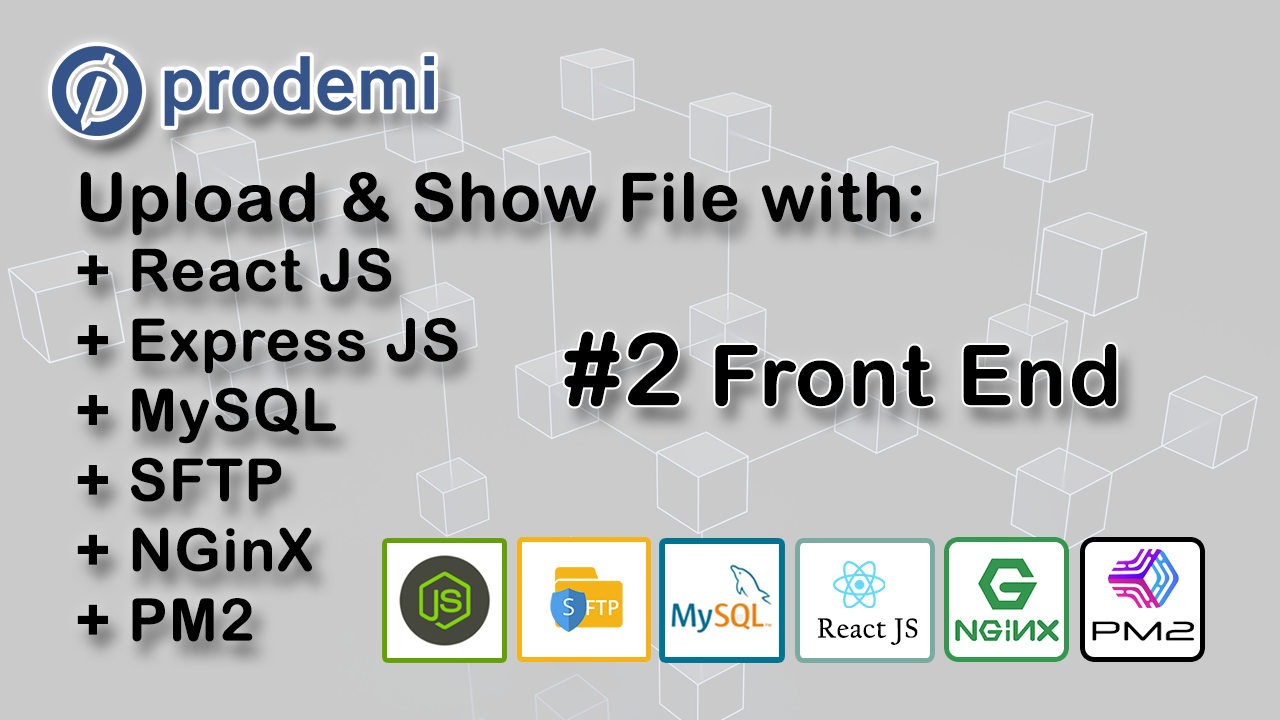 prodemi
Upload & Show File with:
+ React JS
+ Express JS
+ MySQL
+ SFTP
+ NGinX
+ PM2
#2 Front End
JS
SFTP
MySQL™
React JS
G
NGiNX
PM2